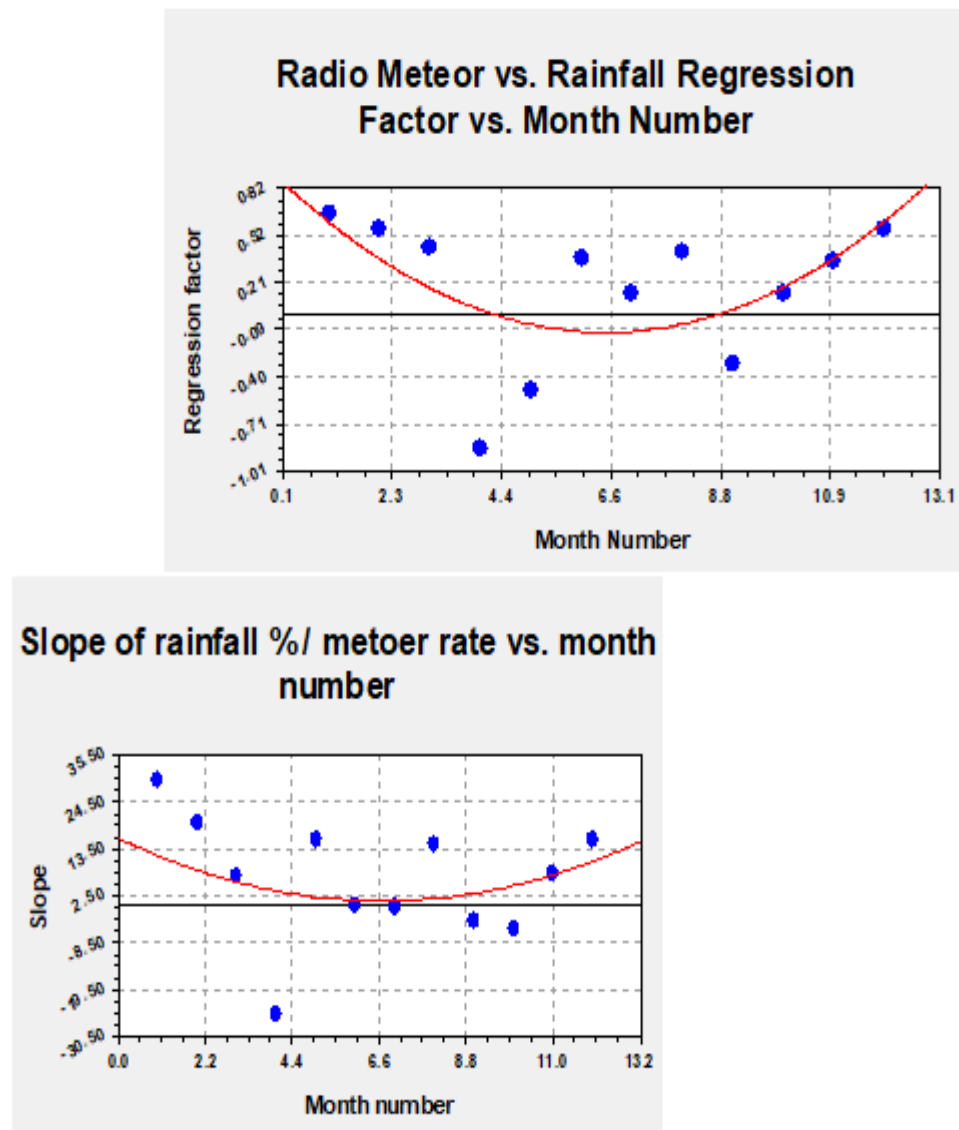 Radio Meteor vs. Rainfall Regression
Factor vs. Month Number
Regression factor
0.82
0.52
0.21
-0.09
-0.40
-0.71
-1.01
0.1 2.3 4.4 6.6 8.8 10.9 13.1
Month Number
Slope of rainfall %/ metoer rate vs. month
number
Slope
35.50
24.50
13.50
2.50
-8.50
-19.50
-30.50
0.0 2.2 4.4 6.6 8.8 11.0 13.2
Month number